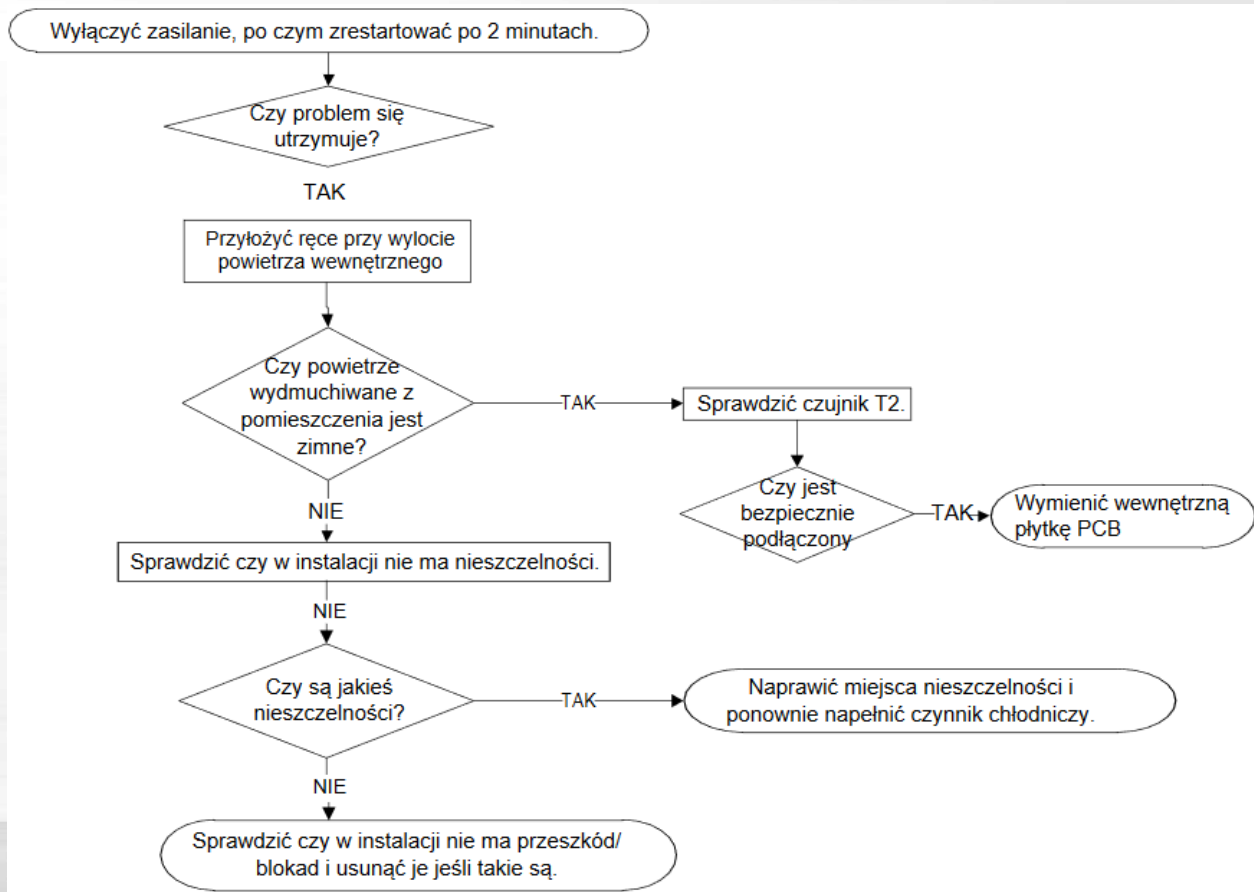 Wyłączyć zasilanie, po czym zrestartować po 2 minutach.
Czy problem się
utrzymuje?
TAK
Przyłożyć ręce przy wylocie
powietrza wewnętrznego
Czy powietrze
wydmuchiwane z
pomieszczenia jest
zimne?
TAK
Sprawdzić czujnik T2.
Czy jest
bezpiecznie
podłączony
TAK
Wymienić wewnętrzną
płytkę PCB
NIE
Sprawdzić czy w instalacji nie ma nieszczelności.
NIE
Czy są jakieś
nieszczelności?
TAK
Naprawić miejsca nieszczelności i
ponownie napełnić czynnik chłodniczy.
NIE
Sprawdzić czy w instalacji nie ma przeszkód/
blokad i usunąć je jeśli takie są.